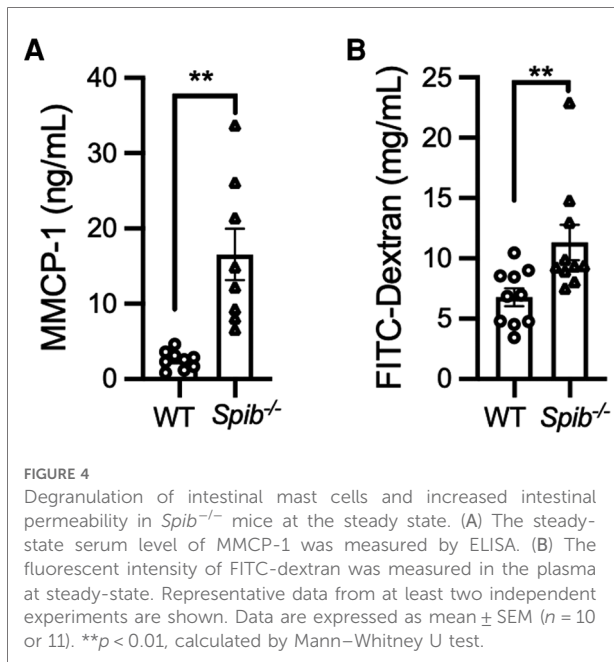 A
B
**
**
MMCP-1 (ng/mL)
40
30
20
10
0
WT Spib-/-
FITC-Dextran (mg/mL)
25
20
15
10
5
0
WT Spib-/-
FIGURE 4
Degranulation of intestinal mast cells and increased intestinal
permeability in Spib−/− mice at the steady state. (A) The steady-
state serum level of MMCP-1 was measured by ELISA. (B) The
fluorescent intensity of FITC-dextran was measured in the plasma
at steady-state. Representative data from at least two independent
experiments are shown. Data are expressed as mean ± SEM (n = 10
or 11). **p < 0.01, calculated by Mann–Whitney U test.